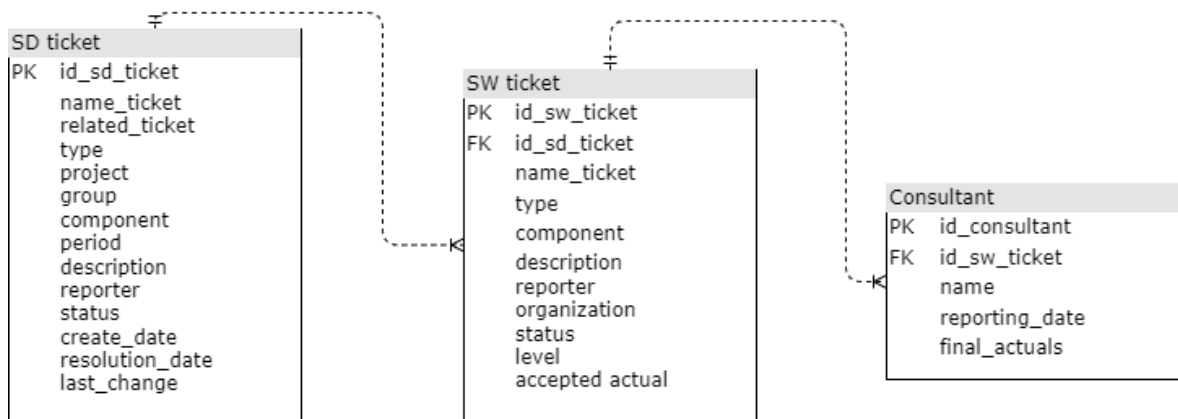 SD ticket
PK id_sd_ticket
name_ticket
related_ticket
type
project
group
component
period
description
reporter
status
create_date
resolution_date
last_change
SW ticket
PK id_sw_ticket
FK id_sd_ticket
name_ticket
type
component
description
reporter
organization
status
level
accepted actual
Consultant
PK id_consultant
FK id_sw_ticket
name
reporting_date
final_actuals